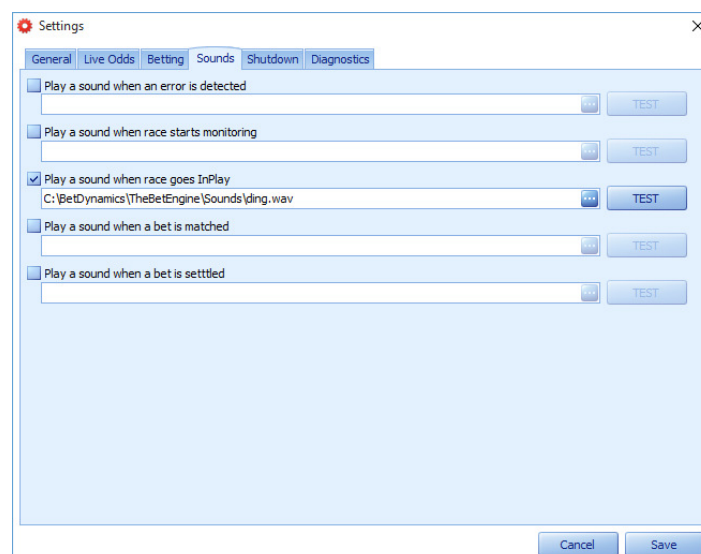 Settings
General Live Odds Betting Sounds Shutdown Diagnostics
Play a sound when an error is detected
TEST
Play a sound when race starts monitoring
TEST
Play a sound when race goes InPlay
C:\BetDynamics\TheBetEngine\Sounds\ding.wav ... TEST
Play a sound when a bet is matched
TEST
Play a sound when a bet is setttled
TEST
Cancel Save